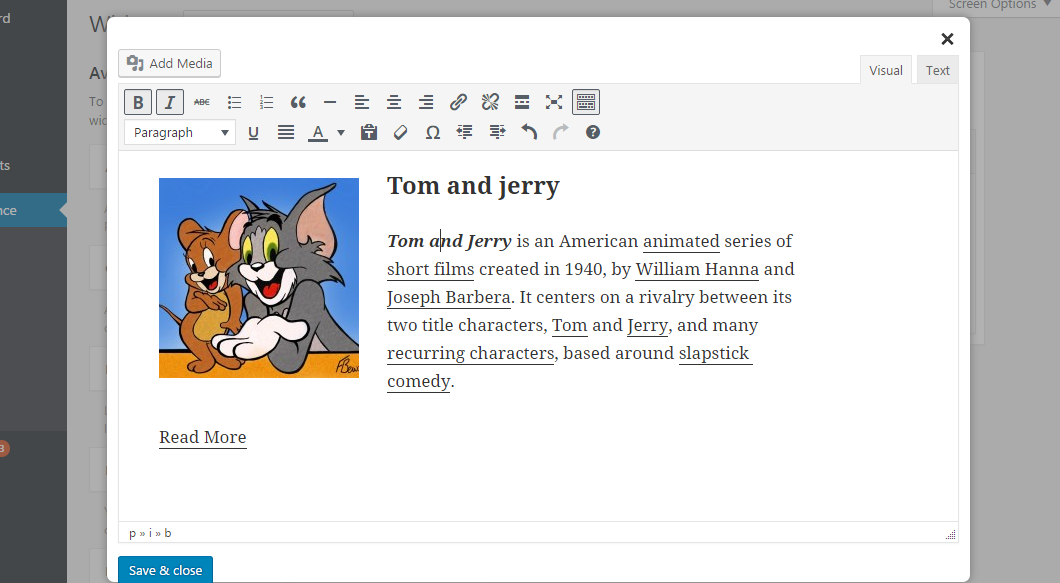 rd
W
Screen Options
Av
To
wid
ts
nce
3
Add Media
Visual
Text
B I ABC
Paragraph U A Ω
Tom and jerry
Tom and Jerry is an American animated series of
short films created in 1940, by William Hanna and
Joseph Barbera. It centers on a rivalry between its
two title characters, Tom and Jerry, and many
recurring characters, based around slapstick
comedy.
Read More
p » i » b
Save & close